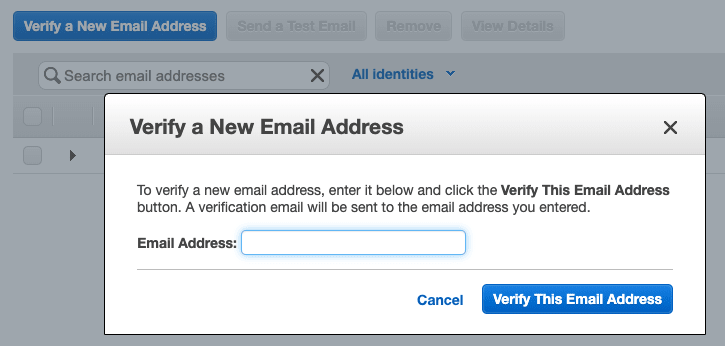 Verify a New Email Address Send a Test Email Remove View Details
Search email addresses All identities
Verify a New Email Address
To verify a new email address, enter it below and click the Verify This Email Address
button. A verification email will be sent to the email address you entered.
Email Address:
Cancel Verify This Email Address